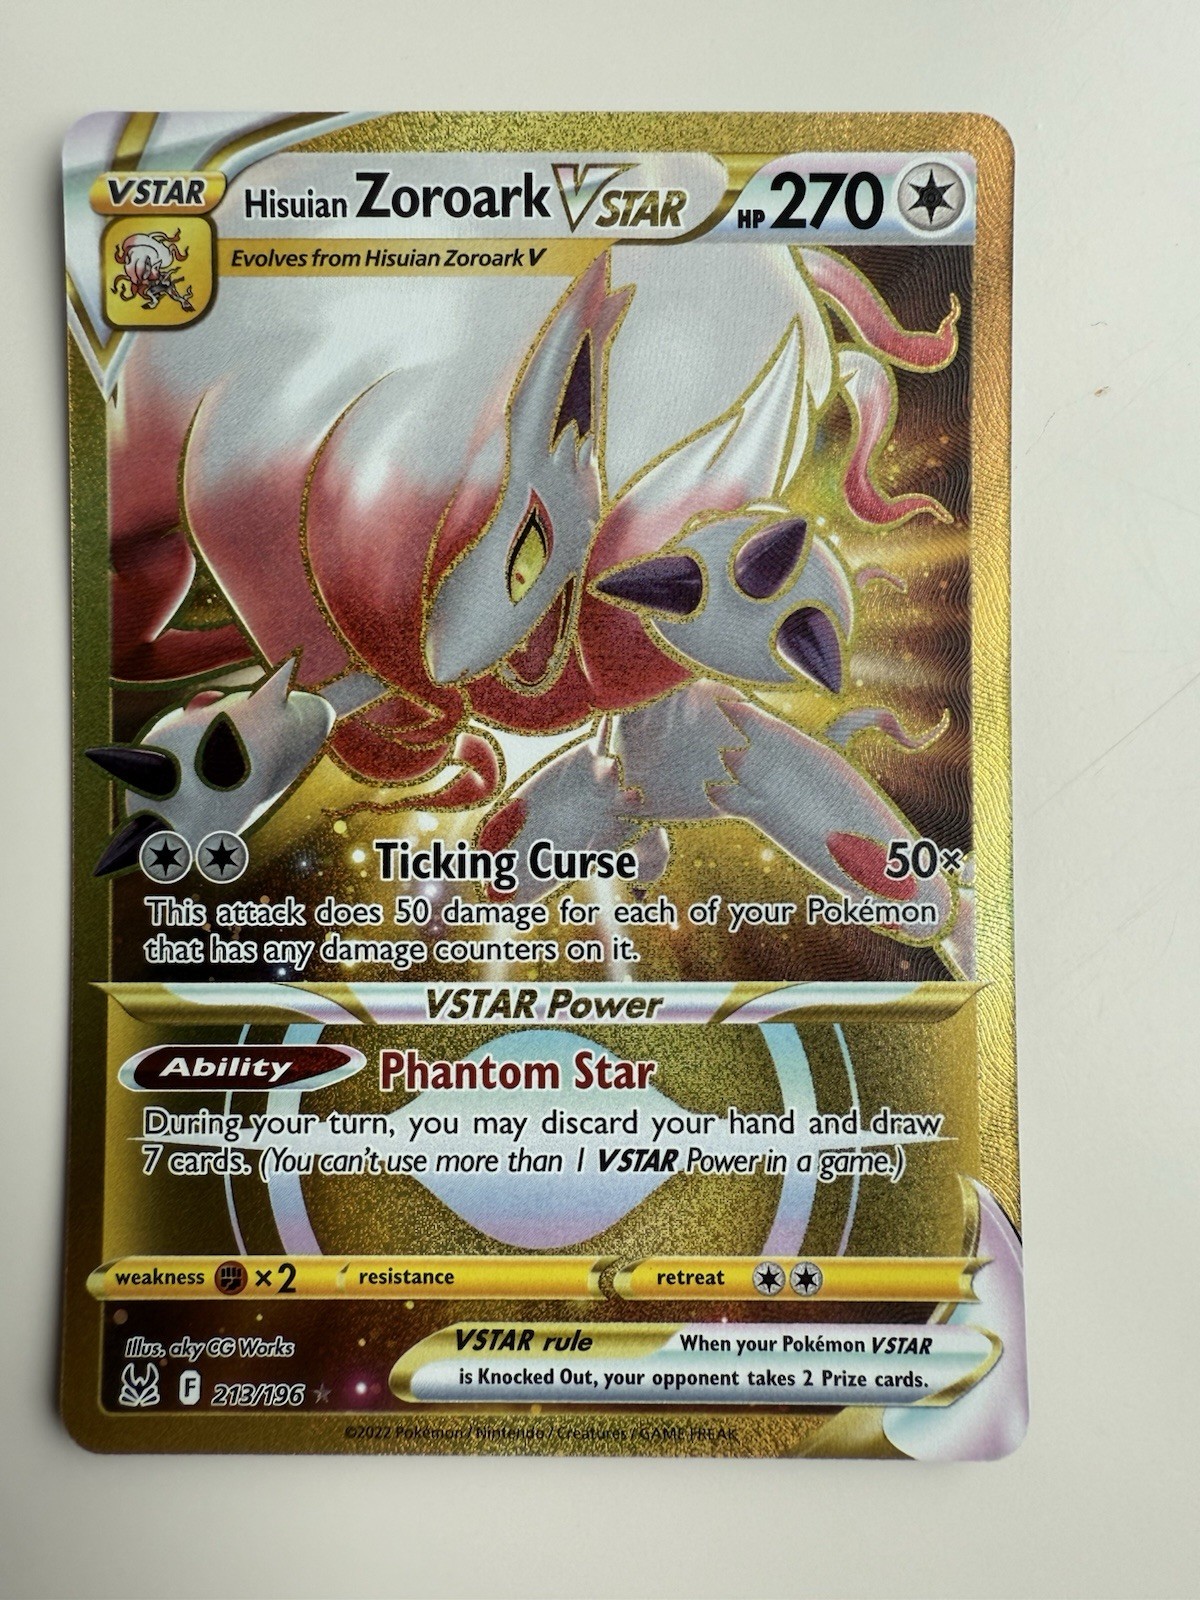 VSTAR
Hisuian Zoroark VSTAR HP 270
Evolves from Hisuian Zoroark V
Ticking Curse 50×
This attack does 50 damage for each of your Pokémon
that has any damage counters on it.
VSTAR Power
Ability Phantom Star
During your turn, you may discard your hand and draw
7 cards. (You can't use more than 1 VSTAR Power in a game.)
weakness ×2 resistance retreat
Illus. aky CG Works
VSTAR rule When your Pokémon VSTAR
is Knocked Out, your opponent takes 2 Prize cards.
F 213/196
©2022 Pokémon / Nintendo / Creatures / GAME FREAK